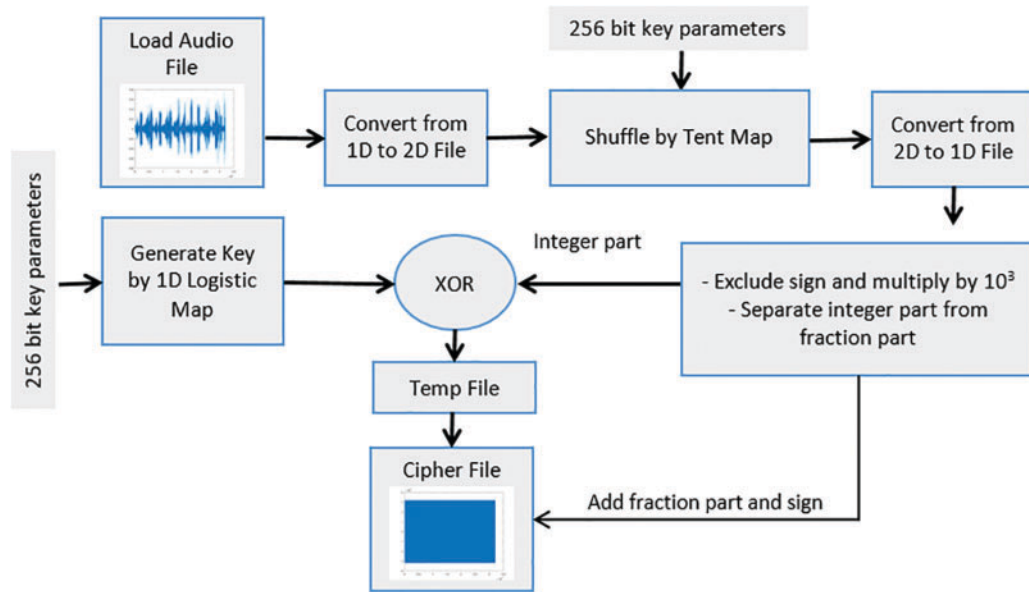 Load Audio
File
256 bit key parameters
Convert from
1D to 2D File
Shuffle by Tent Map
Convert from
2D to 1D File
256 bit key parameters
Generate Key
by 1D Logistic
Map
XOR
Integer part
- Exclude sign and multiply by 10³
- Separate integer part from
fraction part
Temp File
Cipher File
Add fraction part and sign